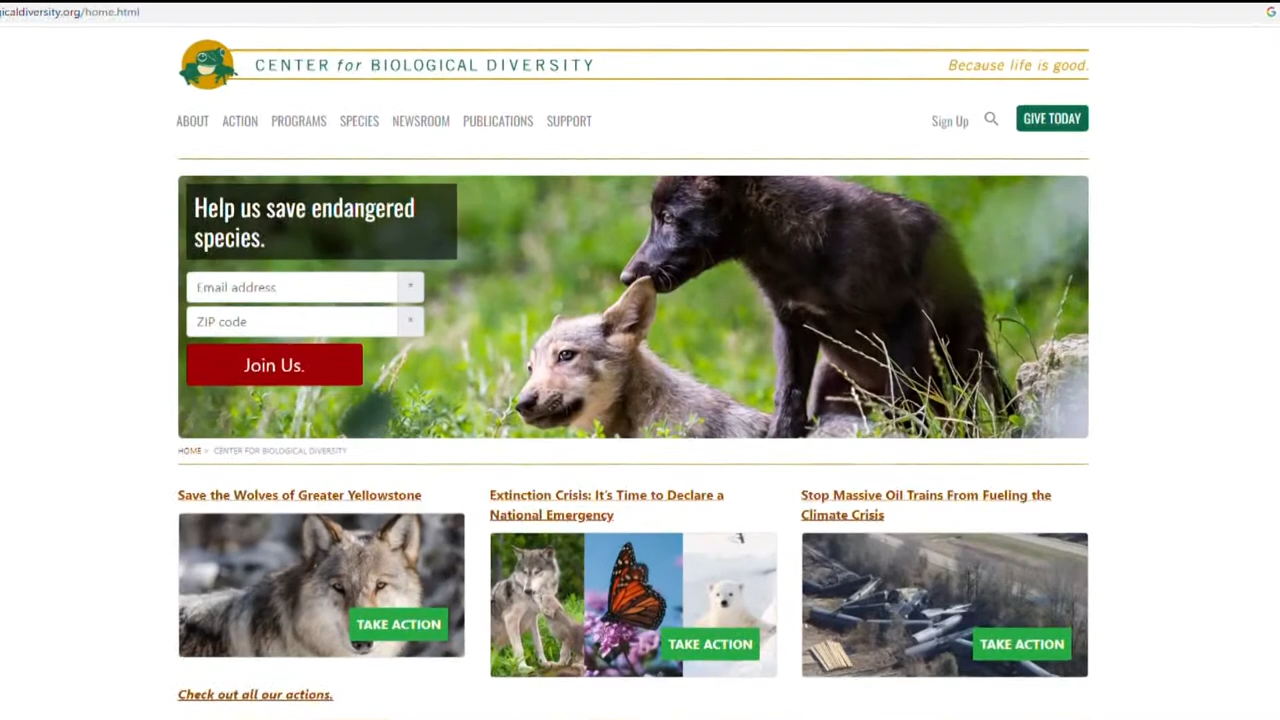 icaldiversity.org/home.html
CENTER for BIOLOGICAL DIVERSITY
Because life is good.
ABOUT ACTION PROGRAMS SPECIES NEWSROOM PUBLICATIONS SUPPORT
Sign Up
GIVE TODAY
Help us save endangered
species.
Email address *
ZIP code *
Join Us.
HOME > CENTER FOR BIOLOGICAL DIVERSITY
Save the Wolves of Greater Yellowstone
TAKE ACTION
Extinction Crisis: It's Time to Declare a
National Emergency
TAKE ACTION
Stop Massive Oil Trains From Fueling the
Climate Crisis
TAKE ACTION
Check out all our actions.